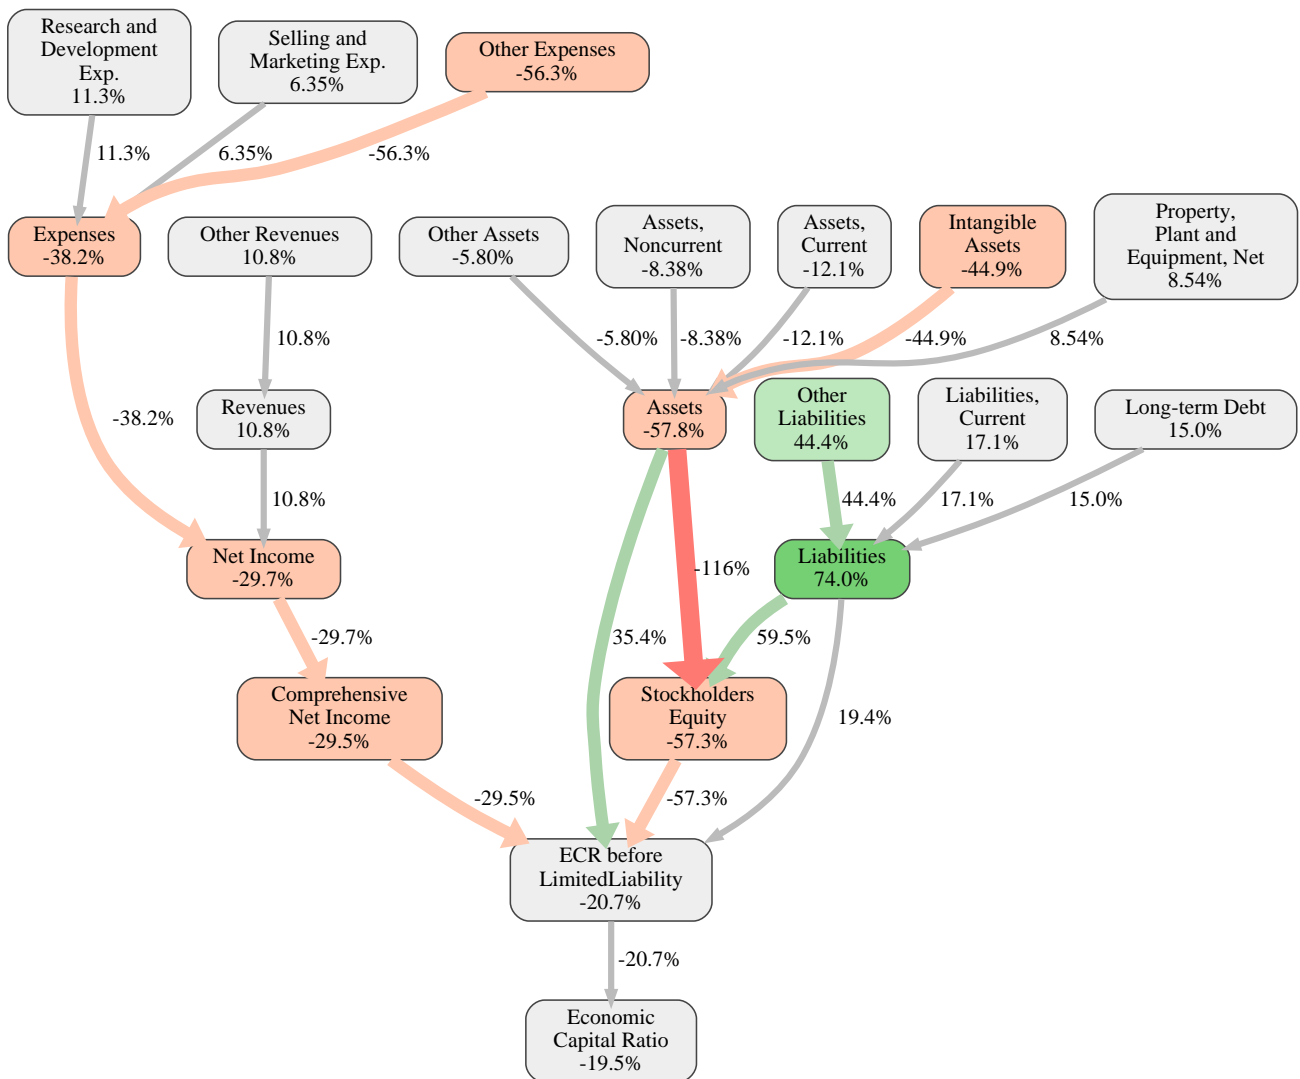 Research and
Development
Exp.
11.3%
Selling and
Marketing Exp.
6.35%
Other Expenses
-56.3%
11.3%
6.35%
-56.3%
Expenses
-38.2%
Other Revenues
10.8%
Other Assets
-5.80%
Assets,
Noncurrent
-8.38%
Assets,
Current
-12.1%
Intangible
Assets
-44.9%
Property,
Plant and
Equipment, Net
8.54%
10.8%
-5.80%
-8.38%
-12.1%
-44.9%
8.54%
-38.2%
Revenues
10.8%
Assets
-57.8%
Other
Liabilities
44.4%
Liabilities,
Current
17.1%
Long-term Debt
15.0%
10.8%
44.4%
17.1%
15.0%
Net Income
-29.7%
-116%
Liabilities
74.0%
-29.7%
35.4%
59.5%
Comprehensive
Net Income
-29.5%
Stockholders
Equity
-57.3%
19.4%
-29.5%
-57.3%
ECR before
LimitedLiability
-20.7%
-20.7%
Economic
Capital Ratio
-19.5%